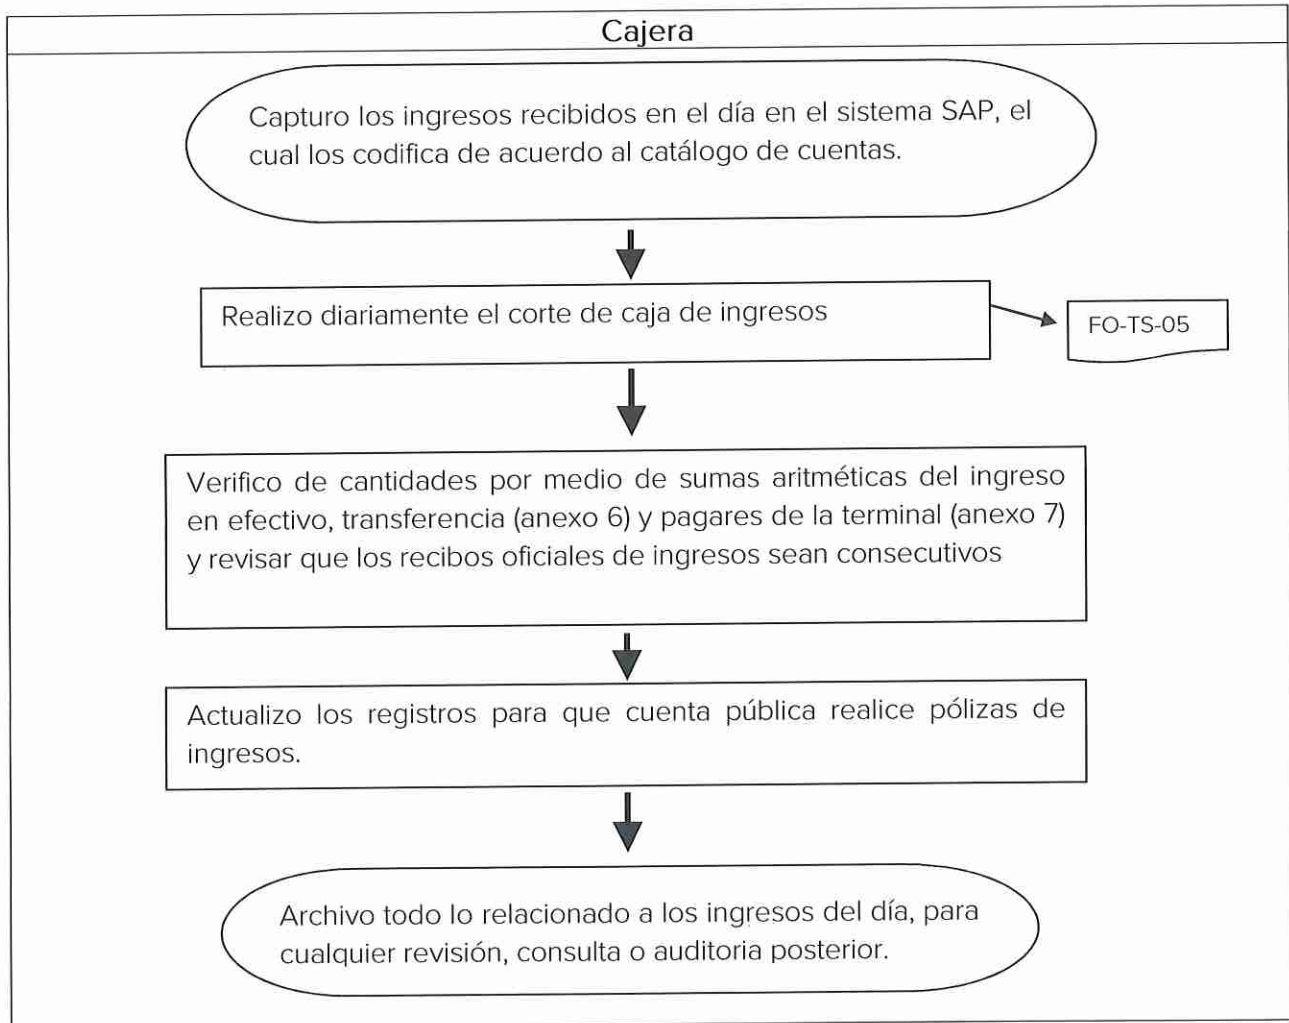 Cajera
Capturo los ingresos recibidos en el día en el sistema SAP, el
cual los codifica de acuerdo al catálogo de cuentas.
Realizo diariamente el corte de caja de ingresos
FO-TS-05
Verifico de cantidades por medio de sumas aritméticas del ingreso
en efectivo, transferencia (anexo 6) y pagares de la terminal (anexo 7)
y revisar que los recibos oficiales de ingresos sean consecutivos
Actualizo los registros para que cuenta pública realice pólizas de
ingresos.
Archivo todo lo relacionado a los ingresos del día, para
cualquier revisión, consulta o auditoria posterior.